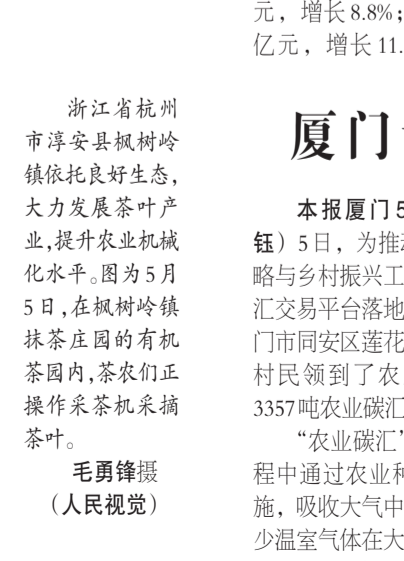 浙江省杭州
市淳安县枫树岭
镇依托良好生态，
大力发展茶叶产
业，提升农业机械
化水平。图为5月
5日，在枫树岭镇
抹茶庄园的有机
茶园内，茶农们正
操作采茶机采摘
茶叶。
毛勇锋摄
（人民视觉）
元，增长8.8%；
亿元，增长11.
厦门
本报厦门5
钰）5日，为推动
略与乡村振兴工
汇交易平台落地
门市同安区莲花
村民领到了农
3357吨农业碳汇
“农业碳汇”
程中通过农业种
施，吸收大气中
少温室气体在大